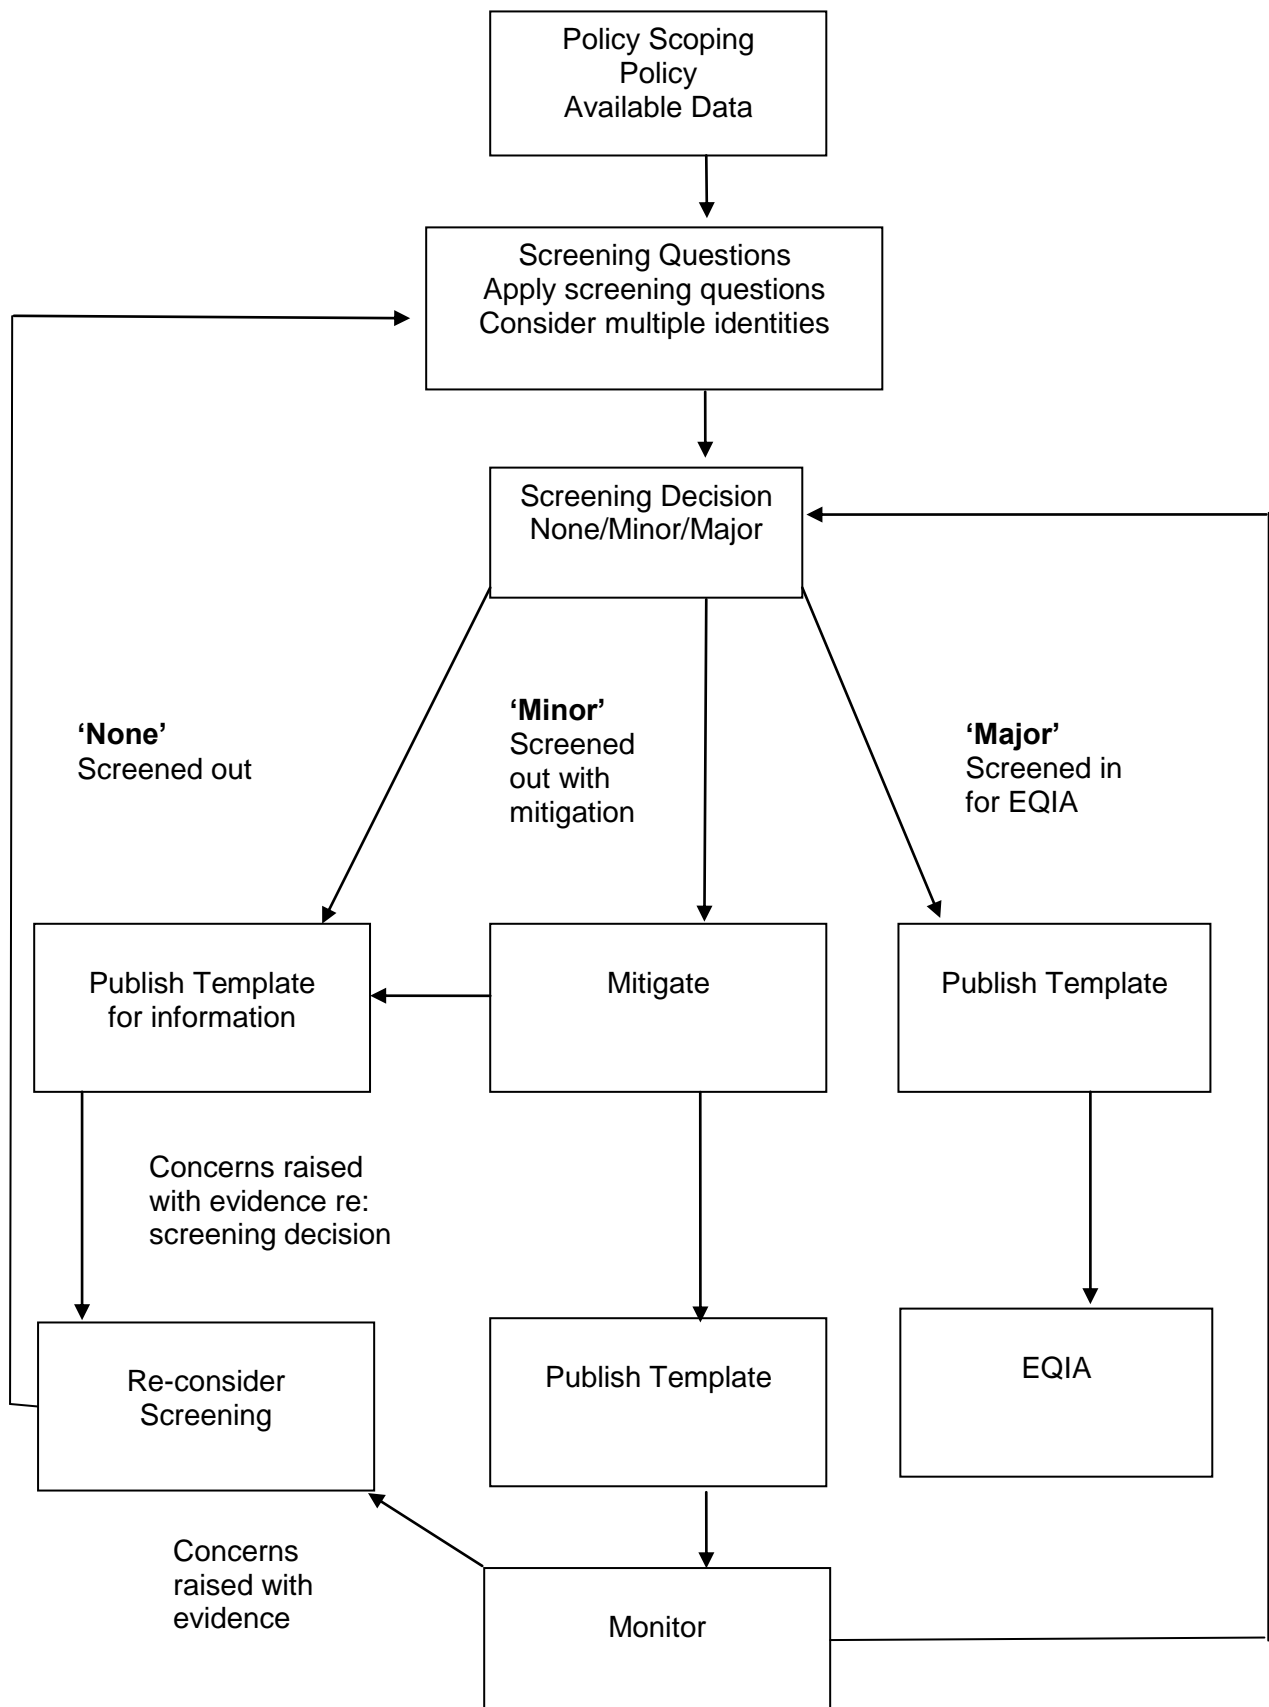 Policy Scoping
Policy
Available Data
Screening Questions
Apply screening questions
Consider multiple identities
Screening Decision
None/Minor/Major
‘None’
Screened out
‘Minor’
Screened
out with
mitigation
‘Major’
Screened in
for EQIA
Publish Template
for information
Mitigate
Publish Template
Concerns raised
with evidence re:
screening decision
Re-consider
Screening
Publish Template
EQIA
Concerns
raised with
evidence
Monitor